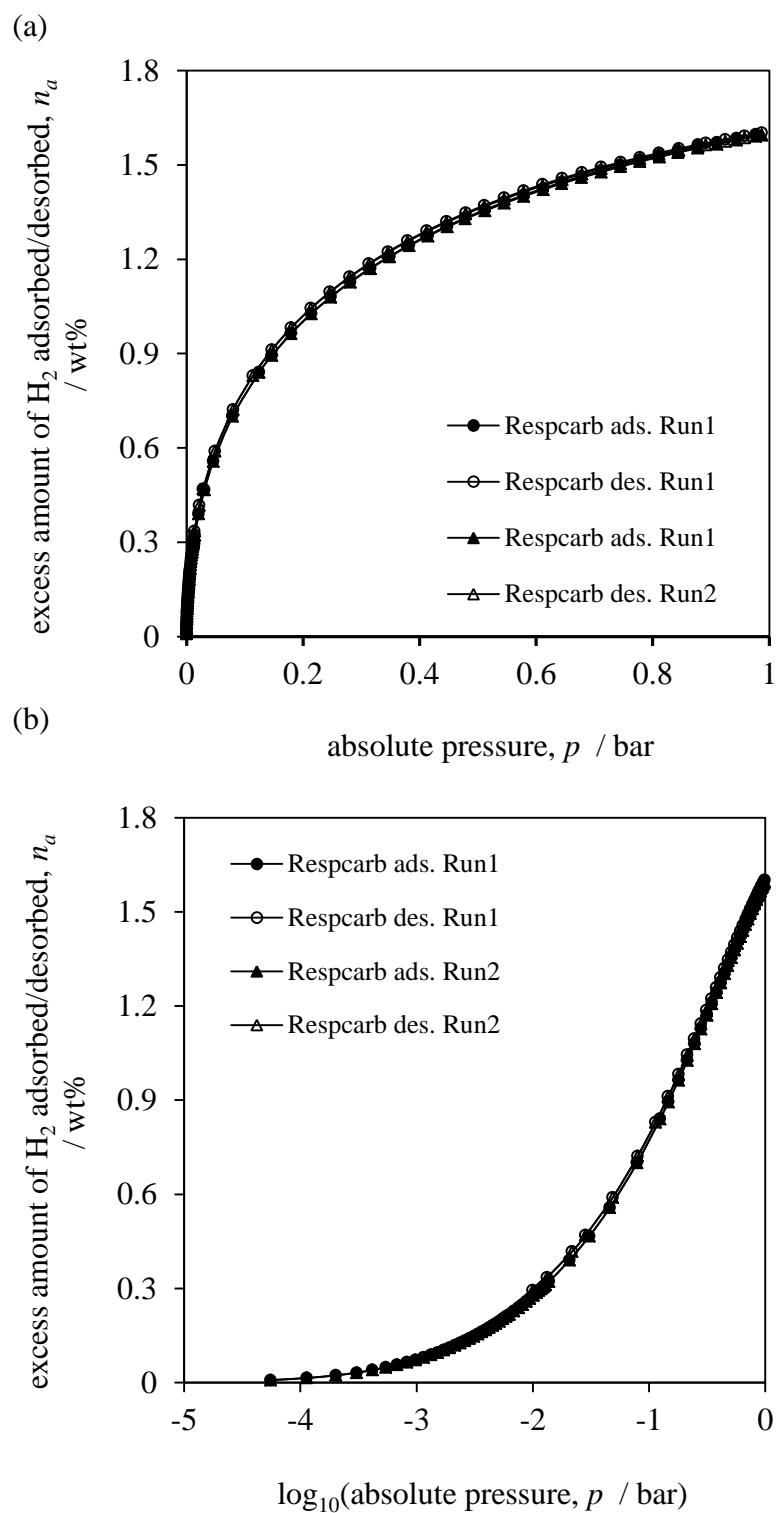 (a)
excess amount of H₂ adsorbed/desorbed, nₐ
/ wt%
1.8
1.5
1.2
0.9
0.6
0.3
0
Respcarb ads. Run1
Respcarb des. Run1
Respcarb ads. Run1
Respcarb des. Run2
0 0.2 0.4 0.6 0.8 1
absolute pressure, p / bar
(b)
excess amount of H₂ adsorbed/desorbed, nₐ
/ wt%
1.8
1.5
1.2
0.9
0.6
0.3
0
Respcarb ads. Run1
Respcarb des. Run1
Respcarb ads. Run2
Respcarb des. Run2
-5 -4 -3 -2 -1 0
log₁₀(absolute pressure, p / bar)